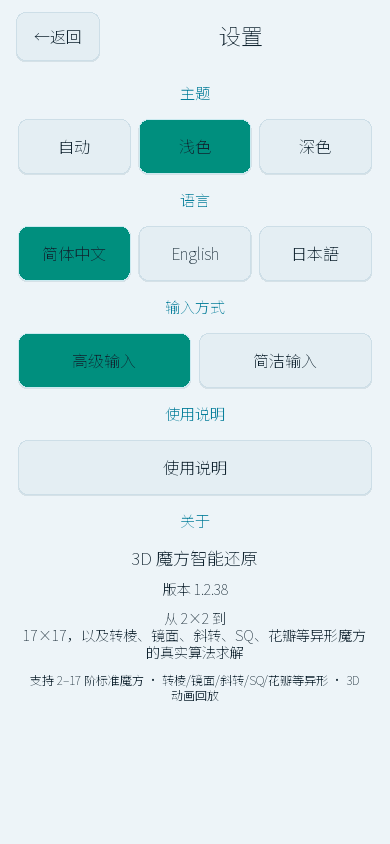 ←返回
设置
主题
自动
浅色
深色
语言
简体中文
English
日本語
输入方式
高级输入
简洁输入
使用说明
使用说明
关于
3D 魔方智能还原
版本 1.2.38
从 2×2 到
17×17，以及转棱、镜面、斜转、SQ、花瓣等异形魔方
的真实算法求解
支持 2–17 阶标准魔方 · 转棱/镜面/斜转/SQ/花瓣等异形 · 3D
动画回放